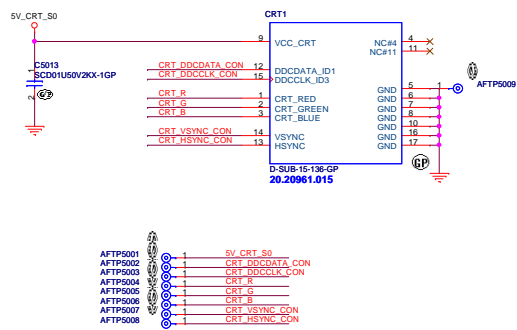 CRT1
5V_CRT_S0
9 VCC_CRT NC#4 4
NC#11 11
C5013
SCD01U50V2KX-1GP
1
2
GP
CRT_DDCDATA_CON 12 DDCDATA_ID1
CRT_DDCCLK_CON 15 DDCCLK_ID3
CRT_R 1 CRT_RED
CRT_G 2 CRT_GREEN
CRT_B 3 CRT_BLUE
CRT_VSYNC_CON 14 VSYNC
CRT_HSYNC_CON 13 HSYNC
GND 5 1 AFTP5009
GND 6
GND 7
GND 8
GND 10
GND 16
GND 17
GP
D-SUB-15-136-GP
20.20961.015
AFTP5001 1 5V_CRT_S0
AFTP5002 1 CRT_DDCDATA_CON
AFTP5003 1 CRT_DDCCLK_CON
AFTP5004 1 CRT_R
AFTP5005 1 CRT_G
AFTP5006 1 CRT_B
AFTP5007 1 CRT_VSYNC_CON
AFTP5008 1 CRT_HSYNC_CON